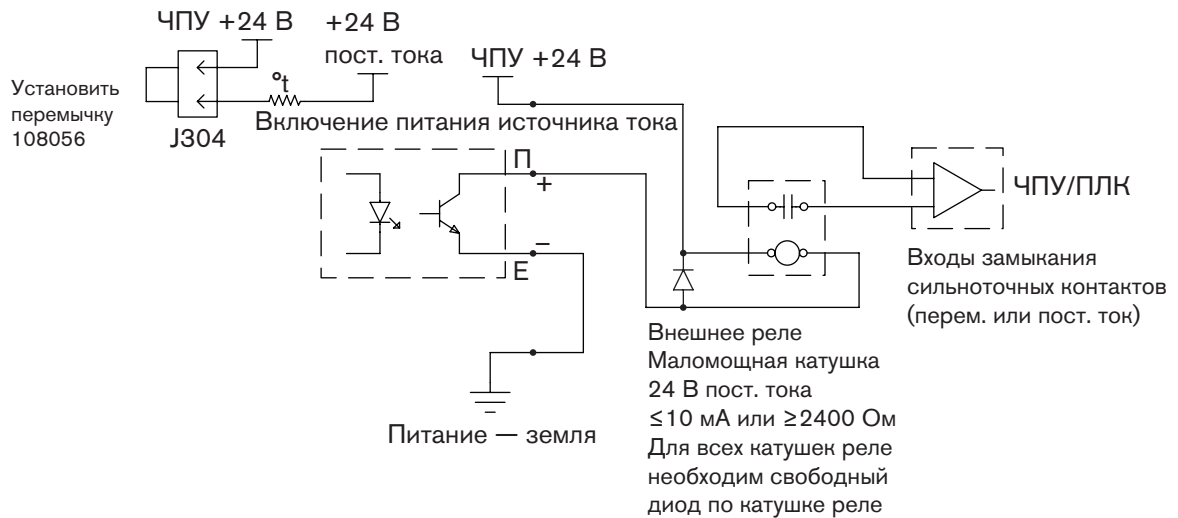 ЧПУ +24 В
+24 В
пост. тока
ЧПУ +24 В
Установить
перемычку
108056
°t
J304
Включение питания источника тока
П
+
–
Е
ЧПУ/ПЛК
Входы замыкания
сильноточных контактов
(перем. или пост. ток)
Внешнее реле
Маломощная катушка
24 В пост. тока
≤10 мА или ≥2400 Ом
Для всех катушек реле
необходим свободный
диод по катушке реле
Питание — земля